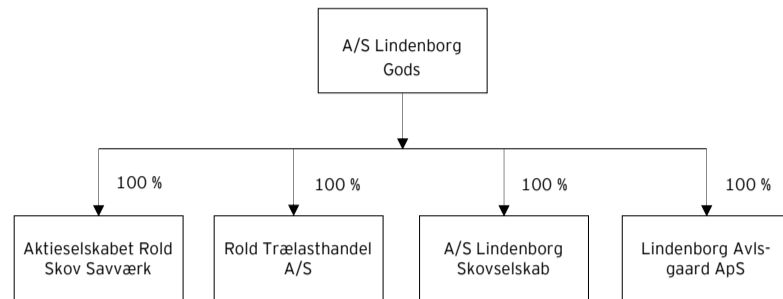 A/S Lindenborg
Gods
100 %
100 %
100 %
100 %
Aktieselskabet Rold
Skov Savværk
Rold Trælasthandel
A/S
A/S Lindenborg
Skovselskab
Lindenborg Avls-
gaard ApS